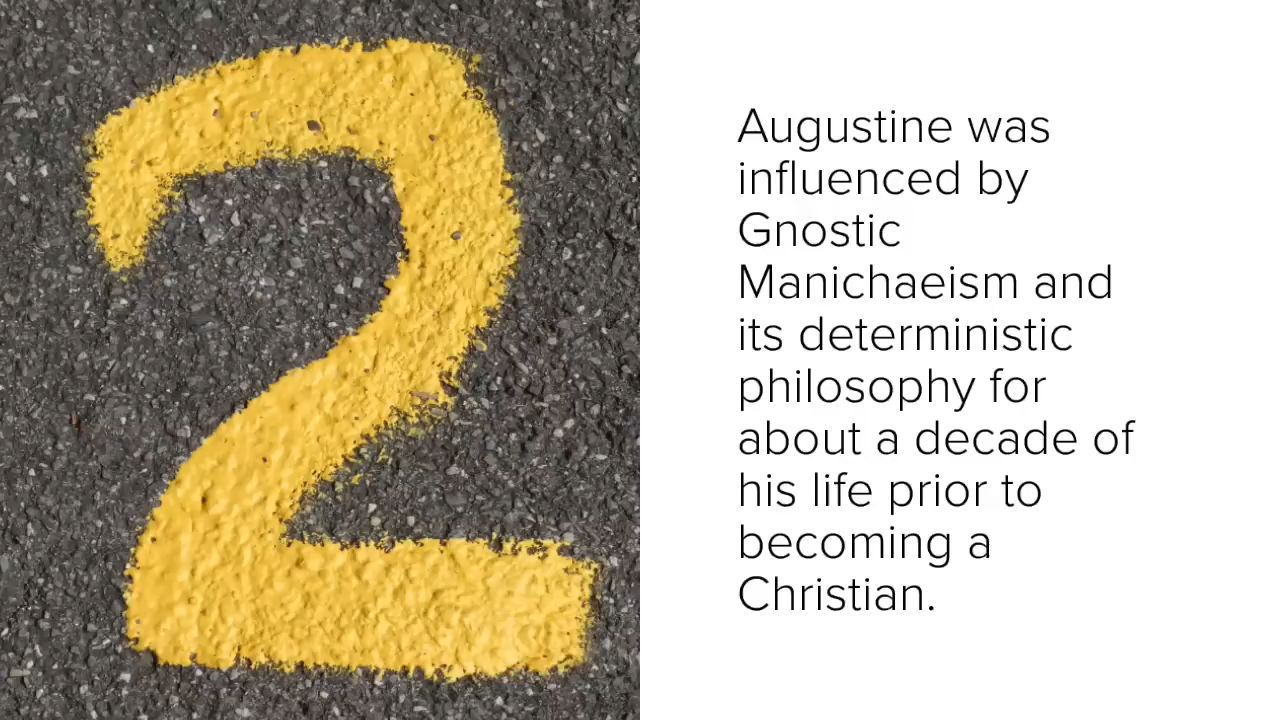 2
Augustine was
influenced by
Gnostic
Manichaeism and
its deterministic
philosophy for
about a decade of
his life prior to
becoming a
Christian.